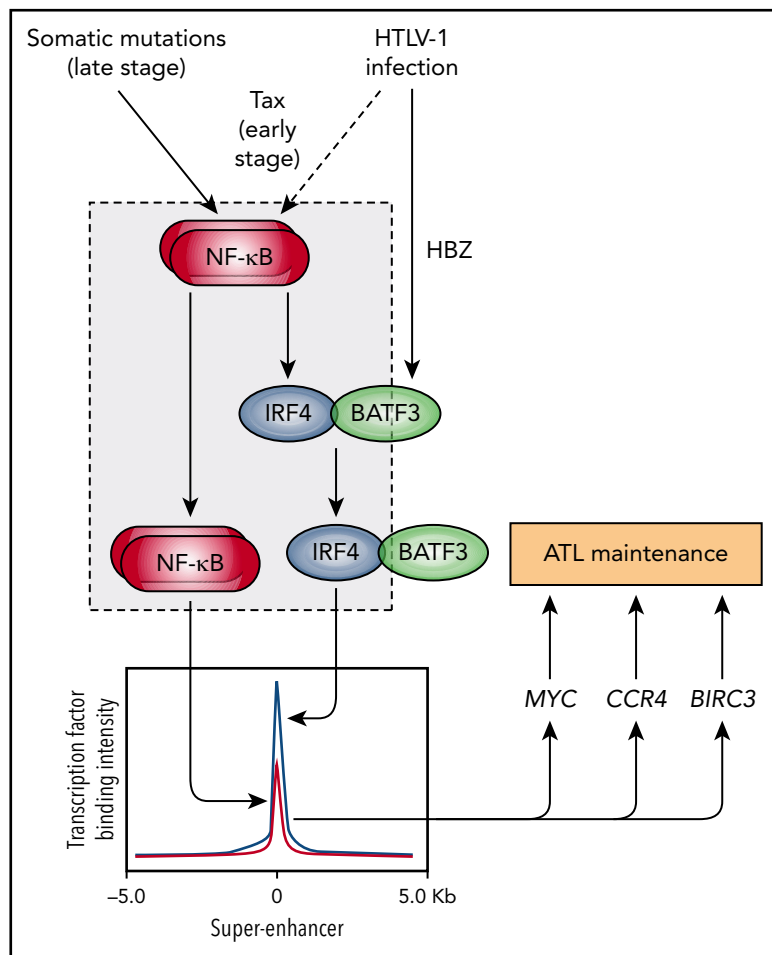 Somatic mutations
(late stage)
HTLV-1
infection
Tax
(early
stage)
NF-κB
HBZ
IRF4
BATF3
NF-κB
IRF4
BATF3
ATL maintenance
MYC
CCR4
BIRC3
Transcription factor
binding intensity
–5.0
0
5.0 Kb
Super-enhancer